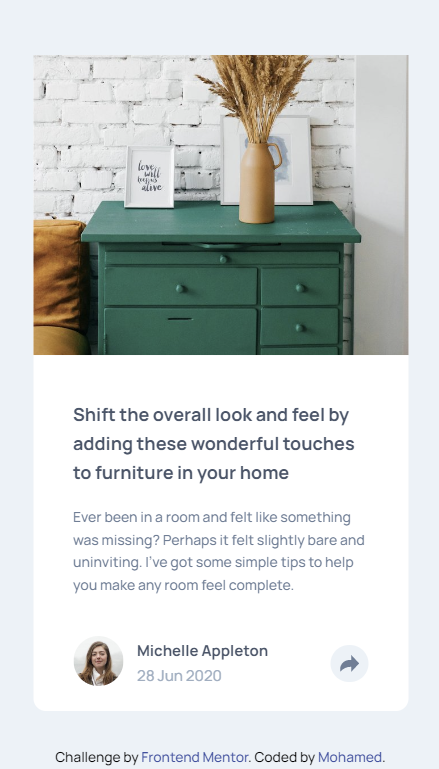 love
will
keep us
alive
Shift the overall look and feel by
adding these wonderful touches
to furniture in your home
Ever been in a room and felt like something
was missing? Perhaps it felt slightly bare and
uninviting. I've got some simple tips to help
you make any room feel complete.
Michelle Appleton
28 Jun 2020
Challenge by Frontend Mentor. Coded by Mohamed.